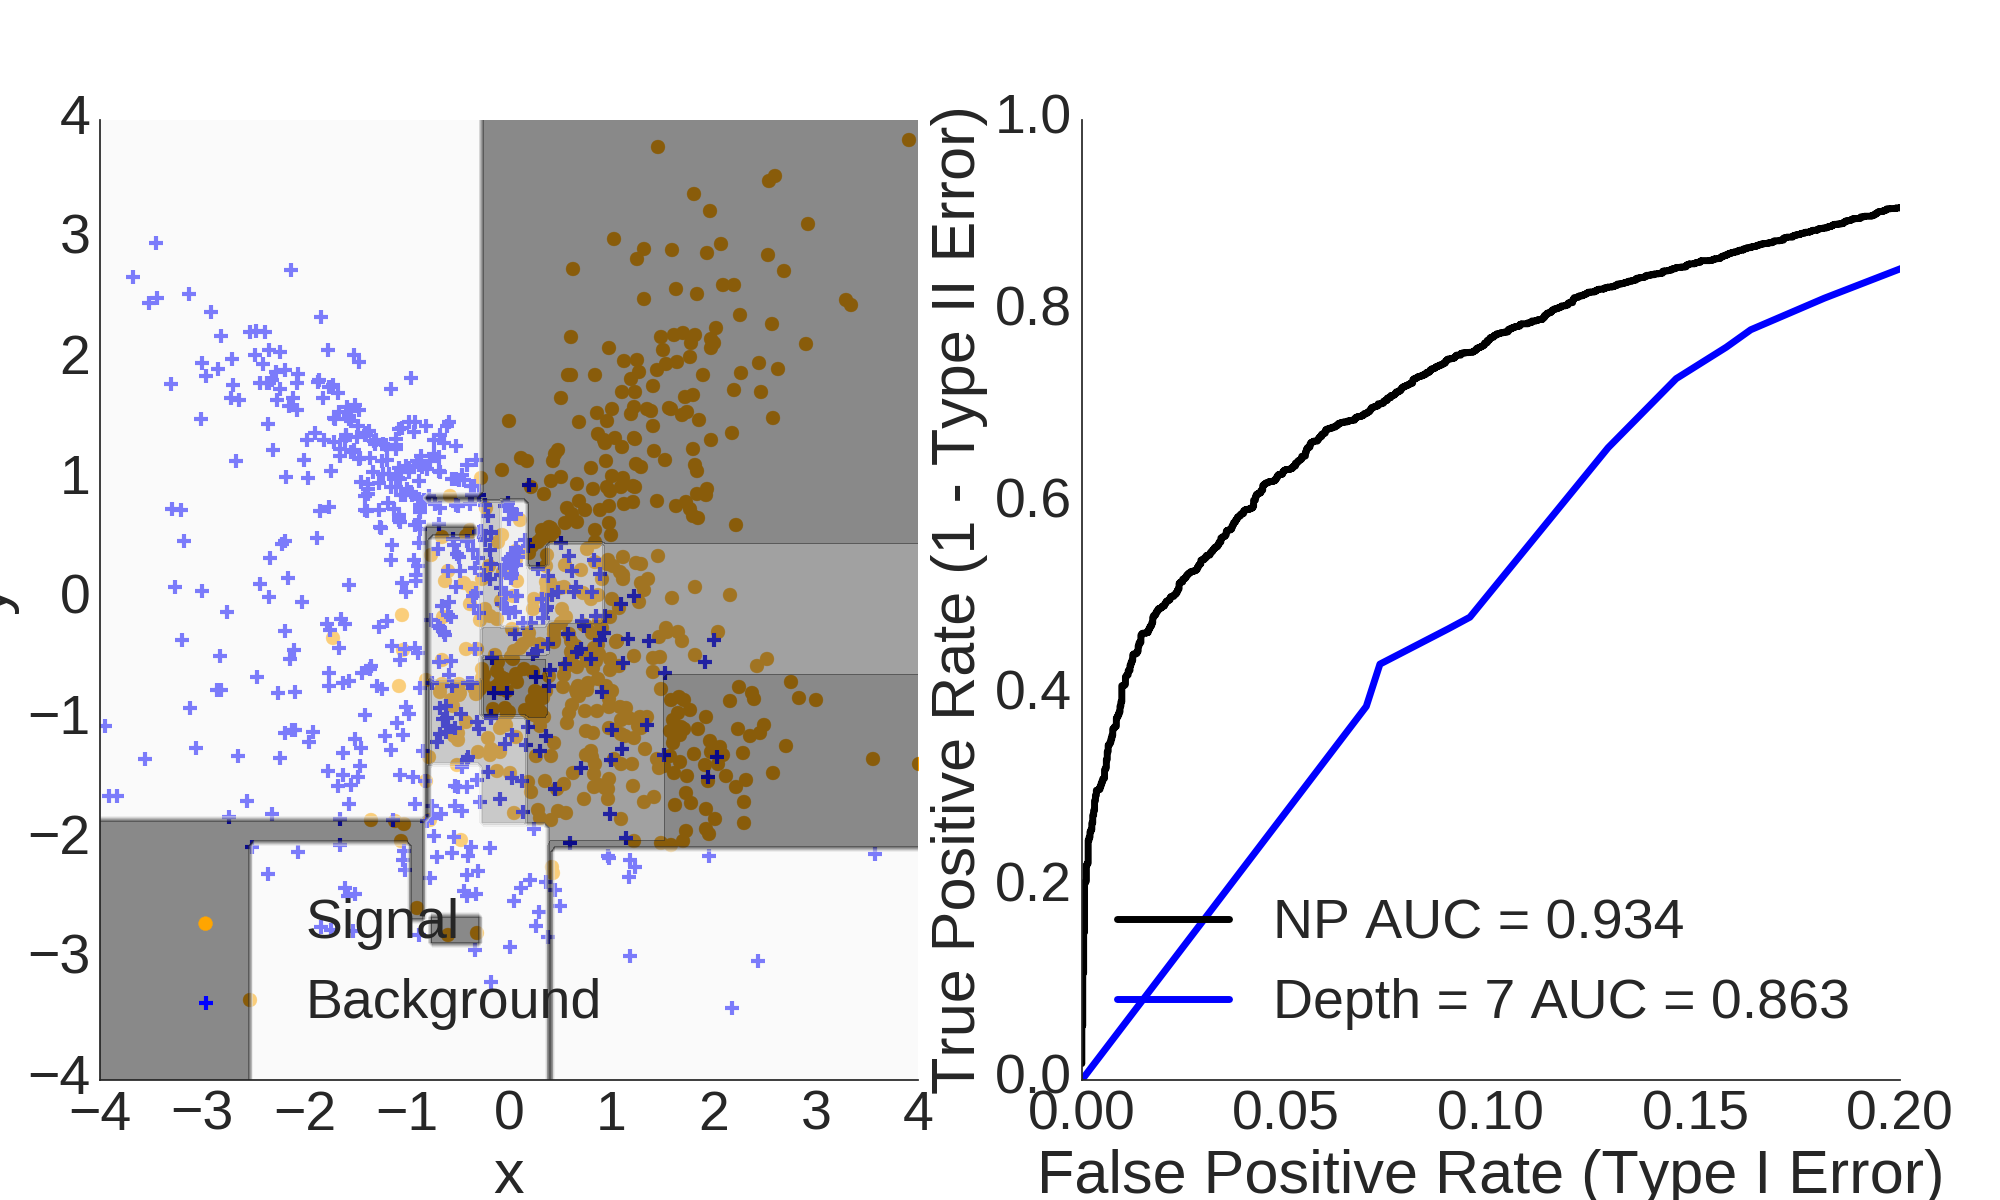 4
3
2
1
0
−1
−2
−3
−4
−4 −3 −2 −1 0 1 2 3 4
x
y
Signal
Background
True Positive Rate (1 - Type II Error)
1.0
0.8
0.6
0.4
0.2
0.0
0.00 0.05 0.10 0.15 0.20
False Positive Rate (Type I Error)
NP AUC = 0.934
Depth = 7 AUC = 0.863